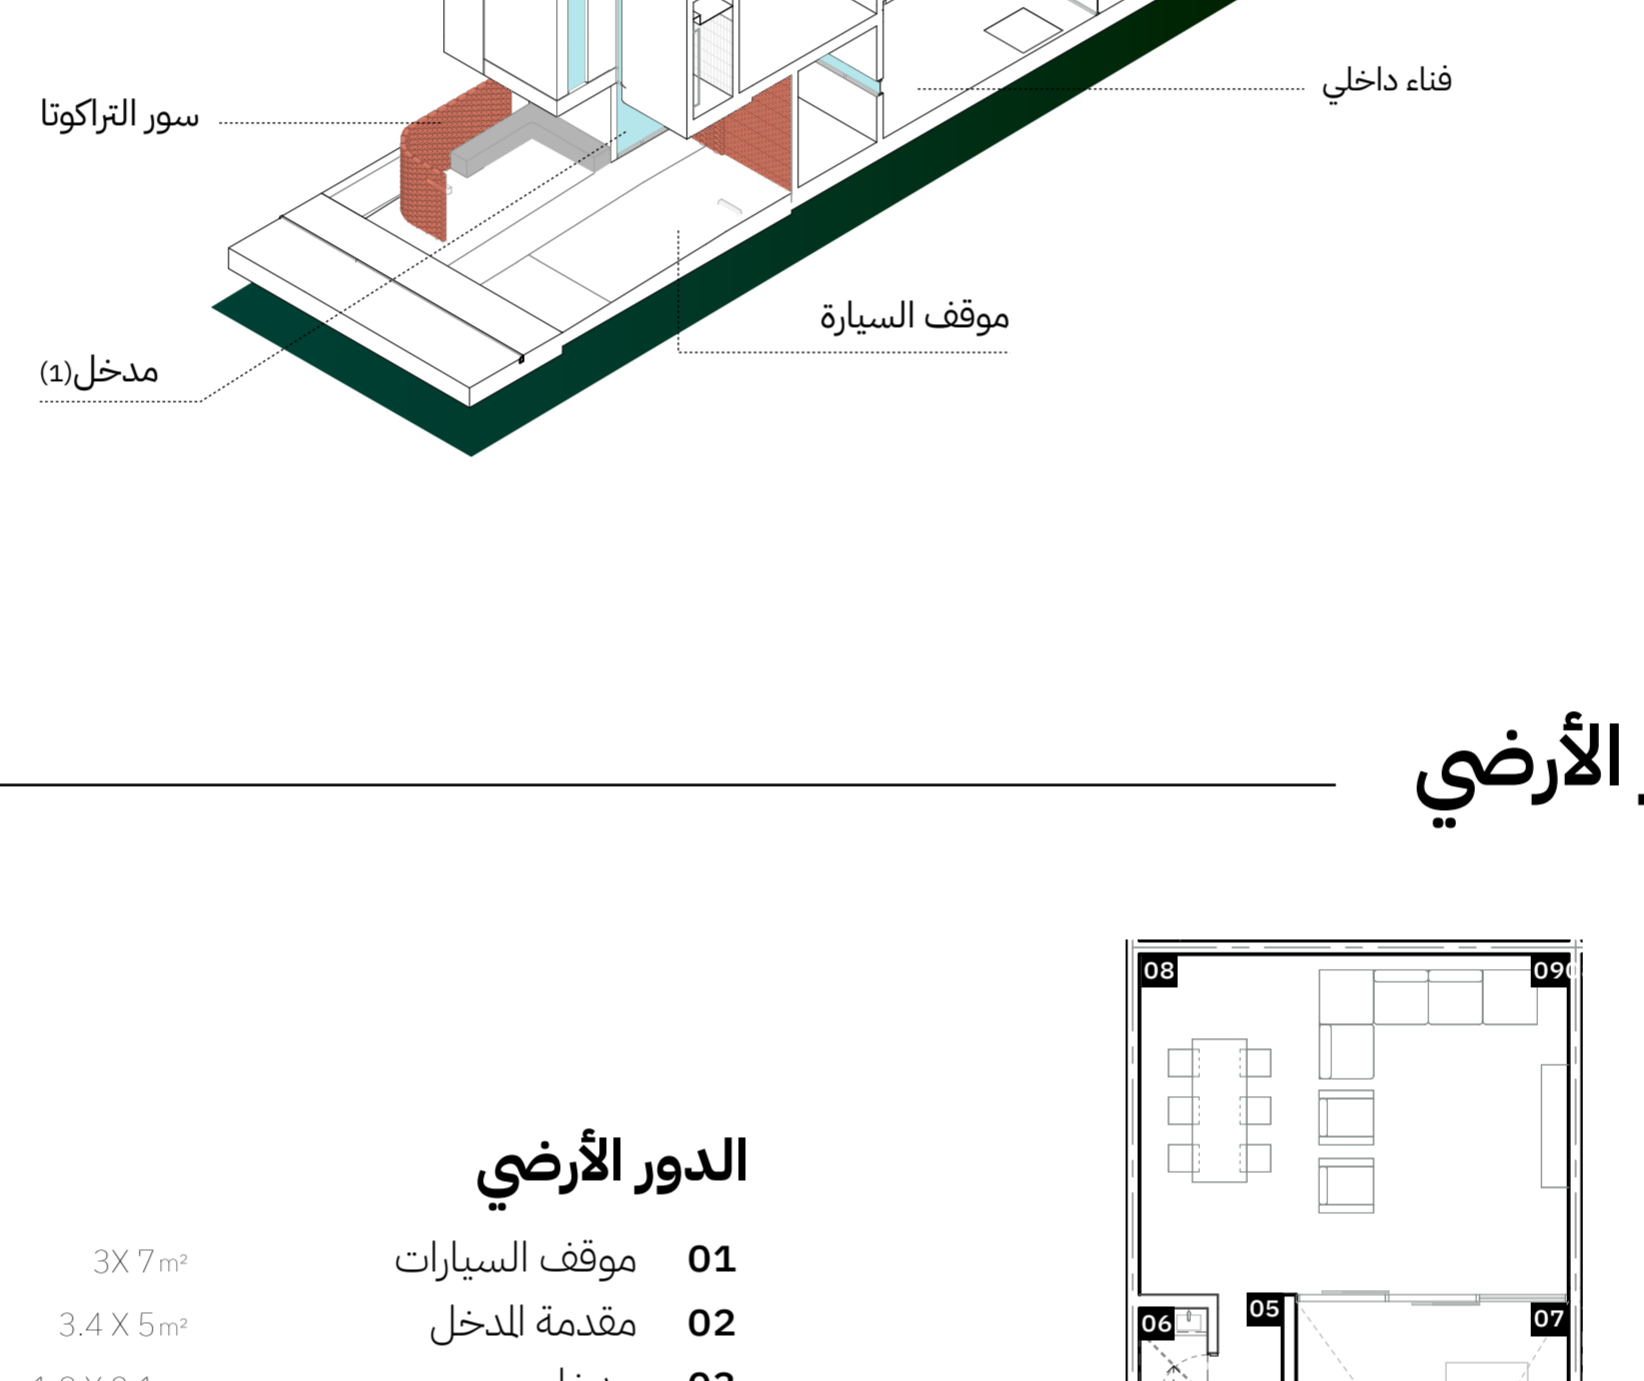 فناء داخلي
سور التراكوتا
موقف السيارة
مدخل(1)
الأرضي
08
09
الدور الأرضي
01 موقف السيارات 3X 7m²
02 مقدمة المدخل 3.4 X 5m²
05
06
07